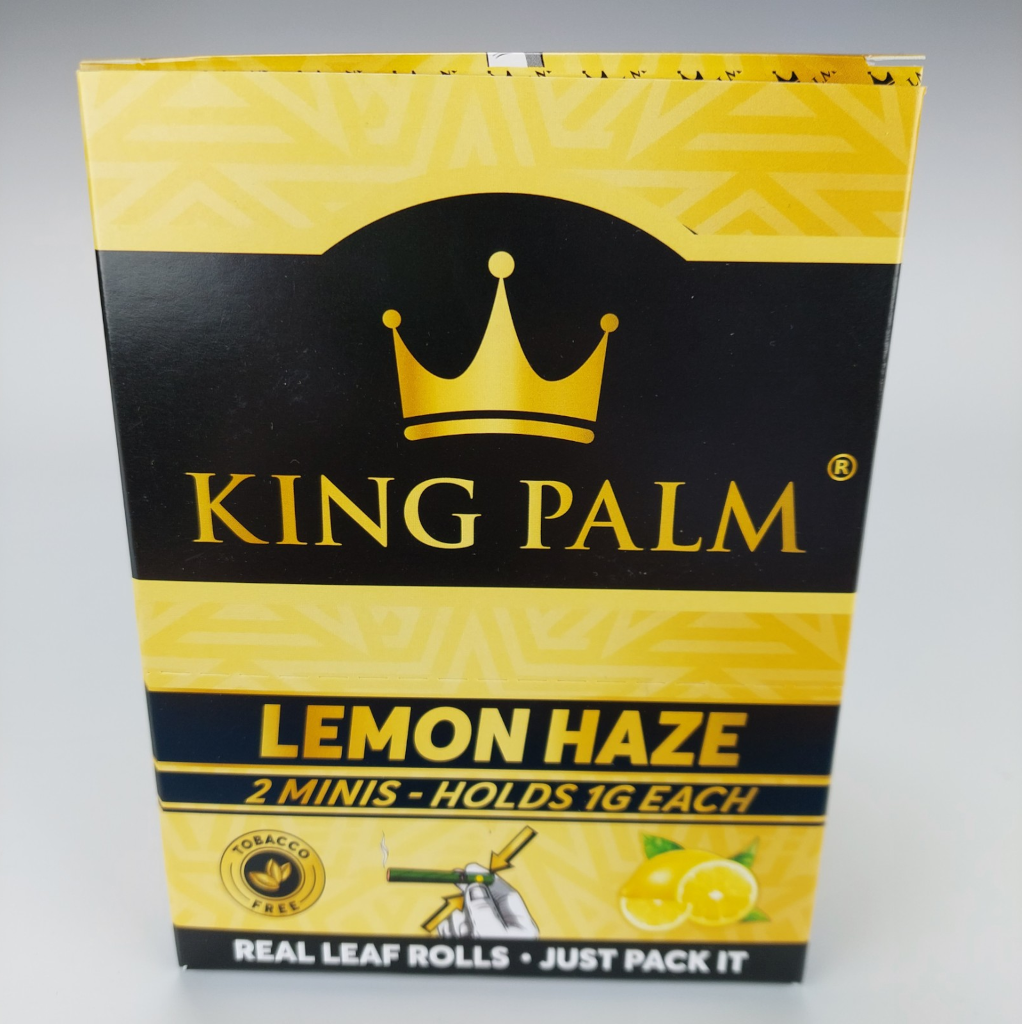 KING PALM®
LEMON HAZE
2 MINIS - HOLDS 1G EACH
TOBACCO
FREE
REAL LEAF ROLLS • JUST PACK IT